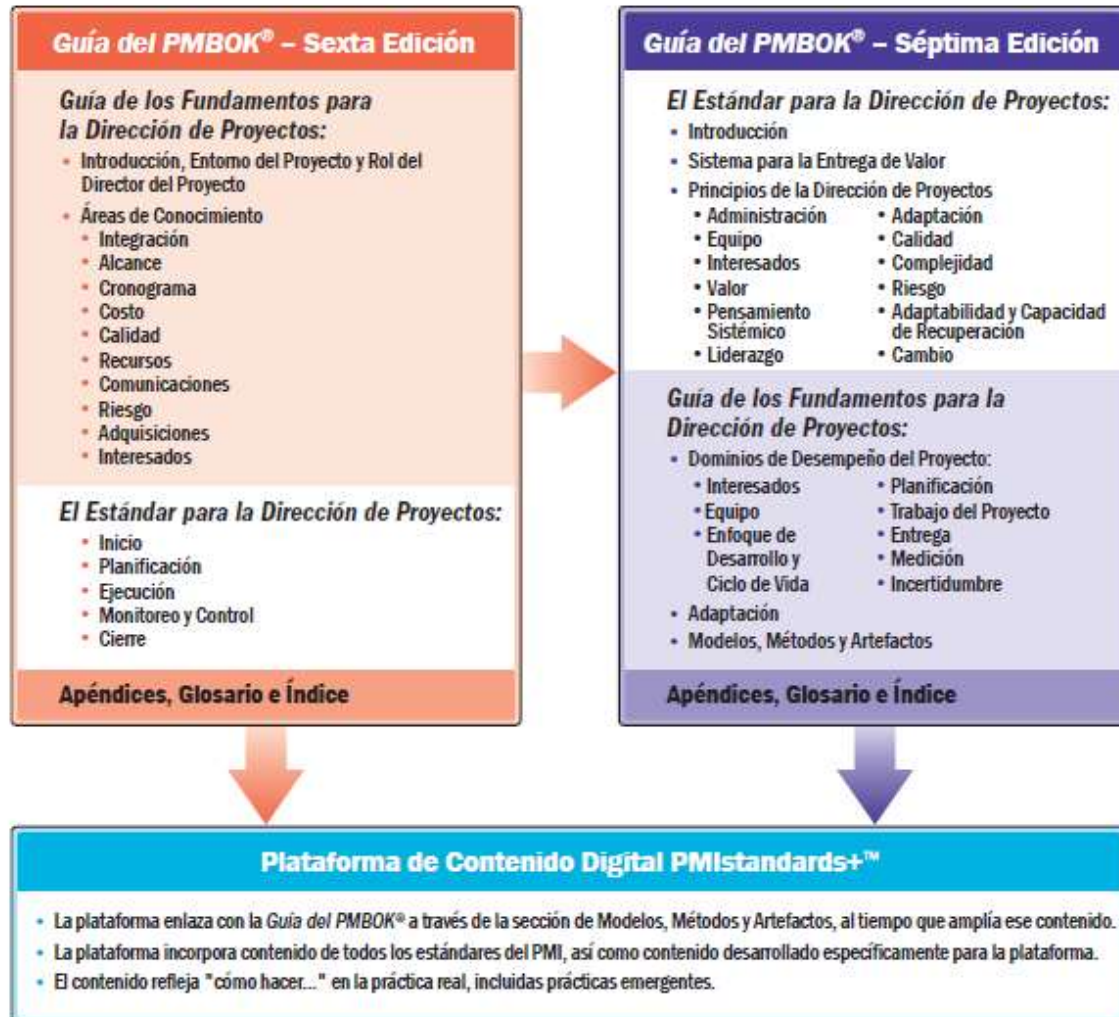 Guía del PMBOK® – Sexta Edición
Guía de los Fundamentos para
la Dirección de Proyectos:
• Introducción, Entorno del Proyecto y Rol del
Director del Proyecto
• Áreas de Conocimiento
• Integración
• Alcance
• Cronograma
• Costo
• Calidad
• Recursos
• Comunicaciones
• Riesgo
• Adquisiciones
• Interesados
El Estándar para la Dirección de Proyectos:
• Inicio
• Planificación
• Ejecución
• Monitoreo y Control
• Cierre
Apéndices, Glosario e Índice
Guía del PMBOK® – Séptima Edición
El Estándar para la Dirección de Proyectos:
• Introducción
• Sistema para la Entrega de Valor
• Principios de la Dirección de Proyectos
• Administración
• Equipo
• Interesados
• Valor
• Pensamiento
Sistémico
• Liderazgo
• Adaptación
• Calidad
• Complejidad
• Riesgo
• Adaptabilidad y Capacidad
de Recuperación
• Cambio
Guía de los Fundamentos para la
Dirección de Proyectos:
• Dominios de Desempeño del Proyecto:
• Interesados
• Equipo
• Enfoque de
Desarrollo y
Ciclo de Vida
• Planificación
• Trabajo del Proyecto
• Entrega
• Medición
• Incertidumbre
• Adaptación
• Modelos, Métodos y Artefactos
Apéndices, Glosario e Índice
Plataforma de Contenido Digital PMIstandards+™
• La plataforma enlaza con la Guía del PMBOK® a través de la sección de Modelos, Métodos y Artefactos, al tiempo que amplía ese contenido.
• La plataforma incorpora contenido de todos los estándares del PMI, así como contenido desarrollado específicamente para la plataforma.
• El contenido refleja "cómo hacer..." en la práctica real, incluidas prácticas emergentes.